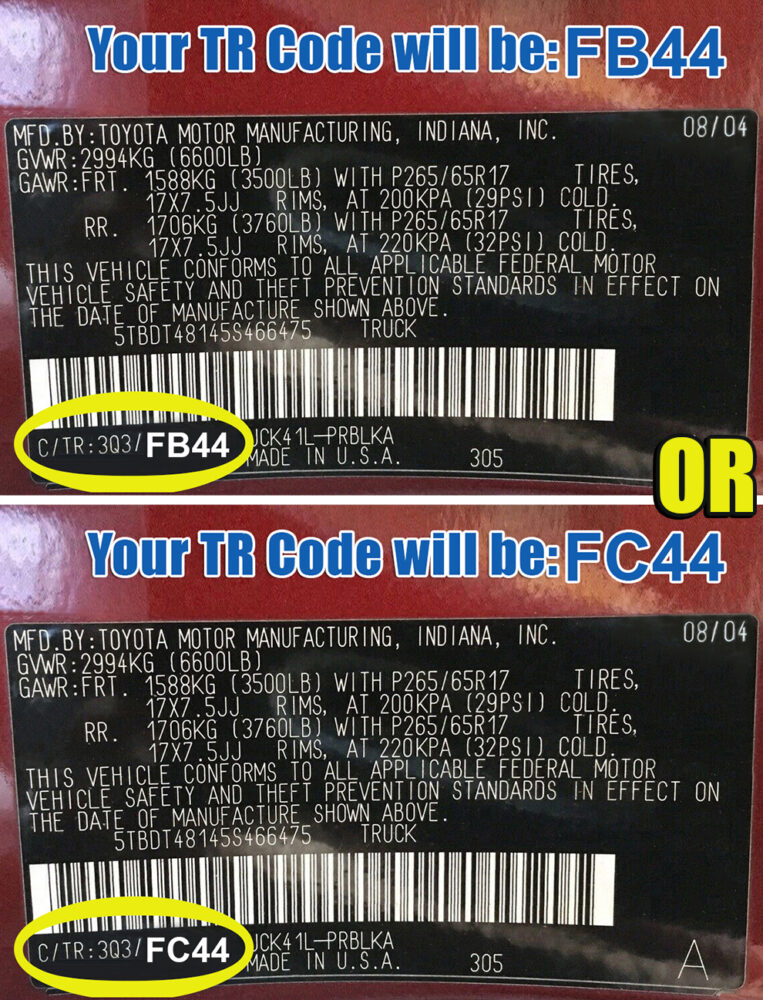 Your TR Code will be: FB44
MFD.BY:TOYOTA MOTOR MANUFACTURING, INDIANA, INC. 08/04
GVWR:2994KG (6600LB)
GAWR:FRT. 1588KG (3500LB) WITH P265/65R17 TIRES,
17X7.5JJ RIMS, AT 200KPA (29PSI) COLD.
RR. 1706KG (3760LB) WITH P265/65R17 TIRES,
17X7.5JJ RIMS, AT 220KPA (32PSI) COLD.
THIS VEHICLE CONFORMS TO ALL APPLICABLE FEDERAL MOTOR
VEHICLE SAFETY AND THEFT PREVENTION STANDARDS IN EFFECT ON
THE DATE OF MANUFACTURE SHOWN ABOVE.
5TBDT48145S466475 TRUCK
C/TR:3Q3/FB44 UCK41L-PRBLKA
MADE IN U.S.A. 305
OR
Your TR Code will be: FC44
MFD.BY:TOYOTA MOTOR MANUFACTURING, INDIANA, INC. 08/04
GVWR:2994KG (6600LB)
GAWR:FRT. 1588KG (3500LB) WITH P265/65R17 TIRES,
17X7.5JJ RIMS, AT 200KPA (29PSI) COLD.
RR. 1706KG (3760LB) WITH P265/65R17 TIRES,
17X7.5JJ RIMS, AT 220KPA (32PSI) COLD.
THIS VEHICLE CONFORMS TO ALL APPLICABLE FEDERAL MOTOR
VEHICLE SAFETY AND THEFT PREVENTION STANDARDS IN EFFECT ON
THE DATE OF MANUFACTURE SHOWN ABOVE.
5TBDT48145S466475 TRUCK
C/TR:3Q3/FC44 UCK41L-PRBLKA
MADE IN U.S.A. 305 A